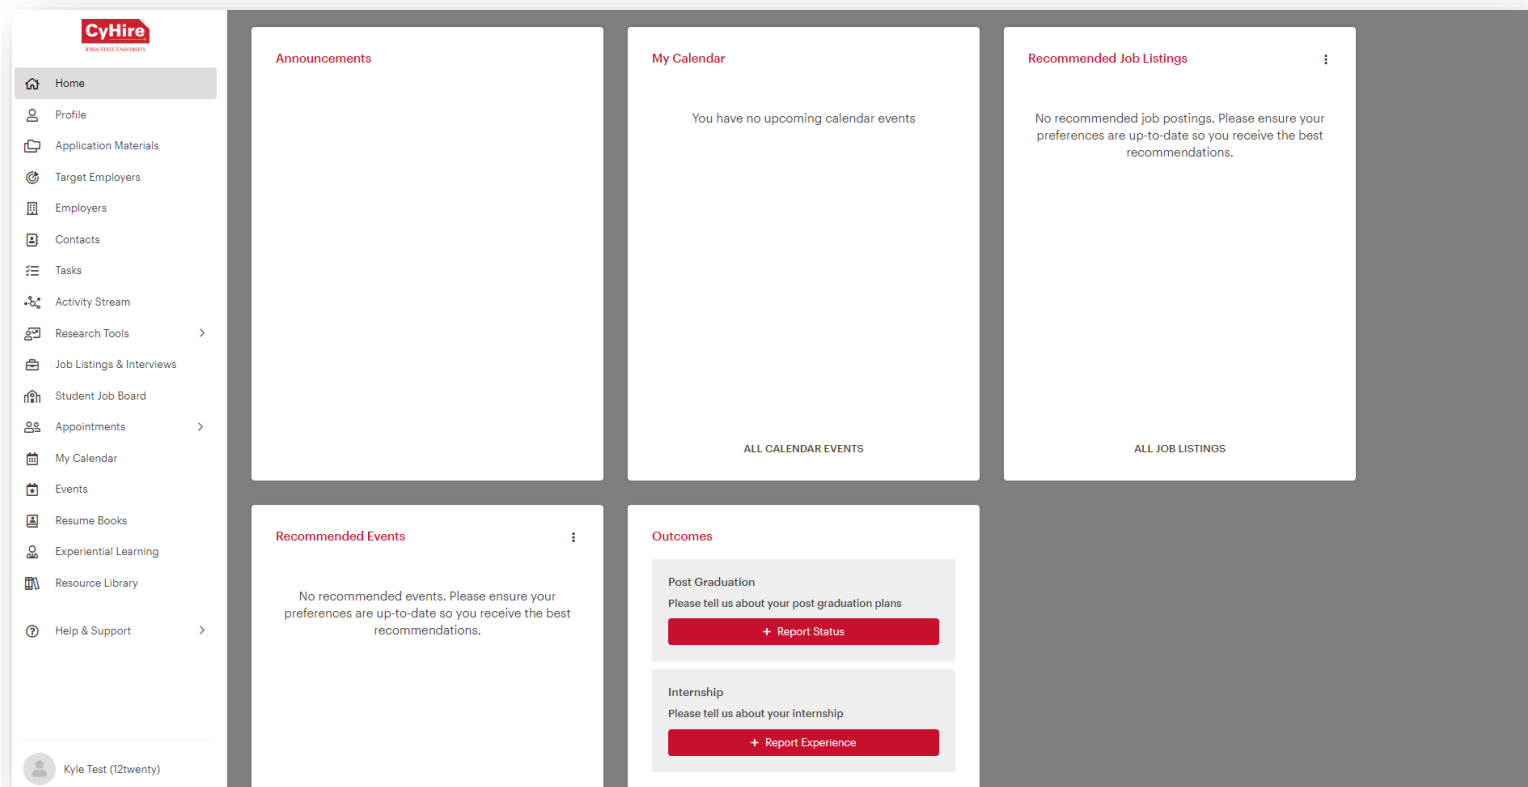 CyHire
IOWA STATE UNIVERSITY
Home
Profile
Application Materials
Target Employers
Employers
Contacts
Tasks
Activity Stream
Research Tools
Job Listings & Interviews
Student Job Board
Appointments
My Calendar
Events
Resume Books
Experiential Learning
Resource Library
Help & Support
Kyle Test (12twenty)
Announcements
My Calendar
You have no upcoming calendar events
ALL CALENDAR EVENTS
Recommended Job Listings
No recommended job postings. Please ensure your
preferences are up-to-date so you receive the best
recommendations.
ALL JOB LISTINGS
Recommended Events
No recommended events. Please ensure your
preferences are up-to-date so you receive the best
recommendations.
Outcomes
Post Graduation
Please tell us about your post graduation plans
+ Report Status
Internship
Please tell us about your internship
+ Report Experience